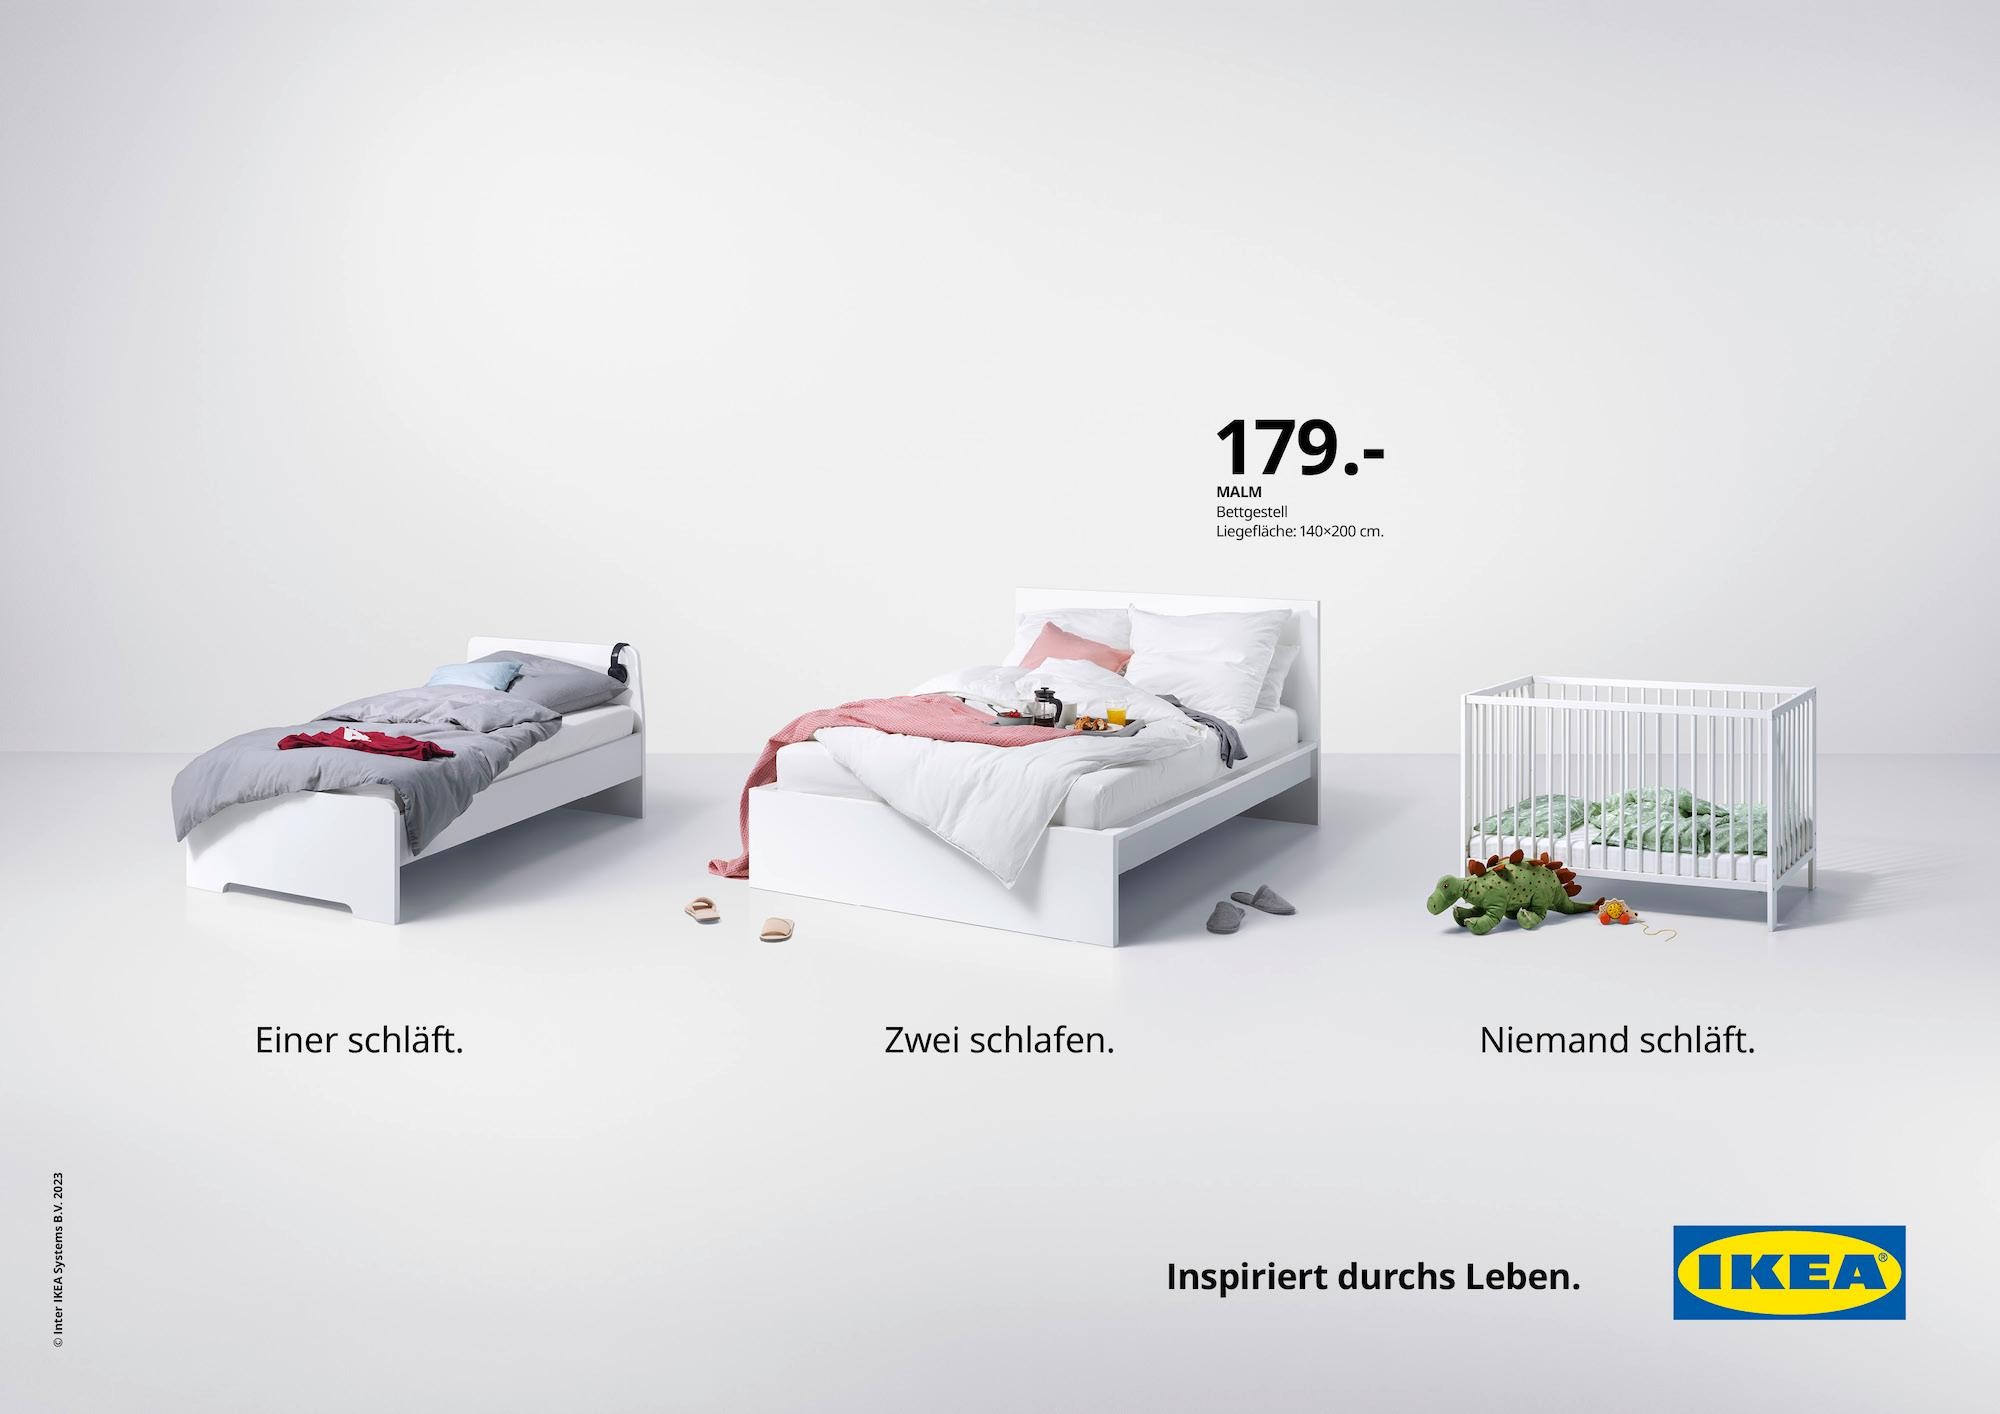 179.-
MALM
Bettgestell
Liegefläche: 140×200 cm.
Einer schläft.
Zwei schlafen.
Niemand schläft.
Inspiriert durchs Leben.
IKEA®
© Inter IKEA Systems B.V. 2023